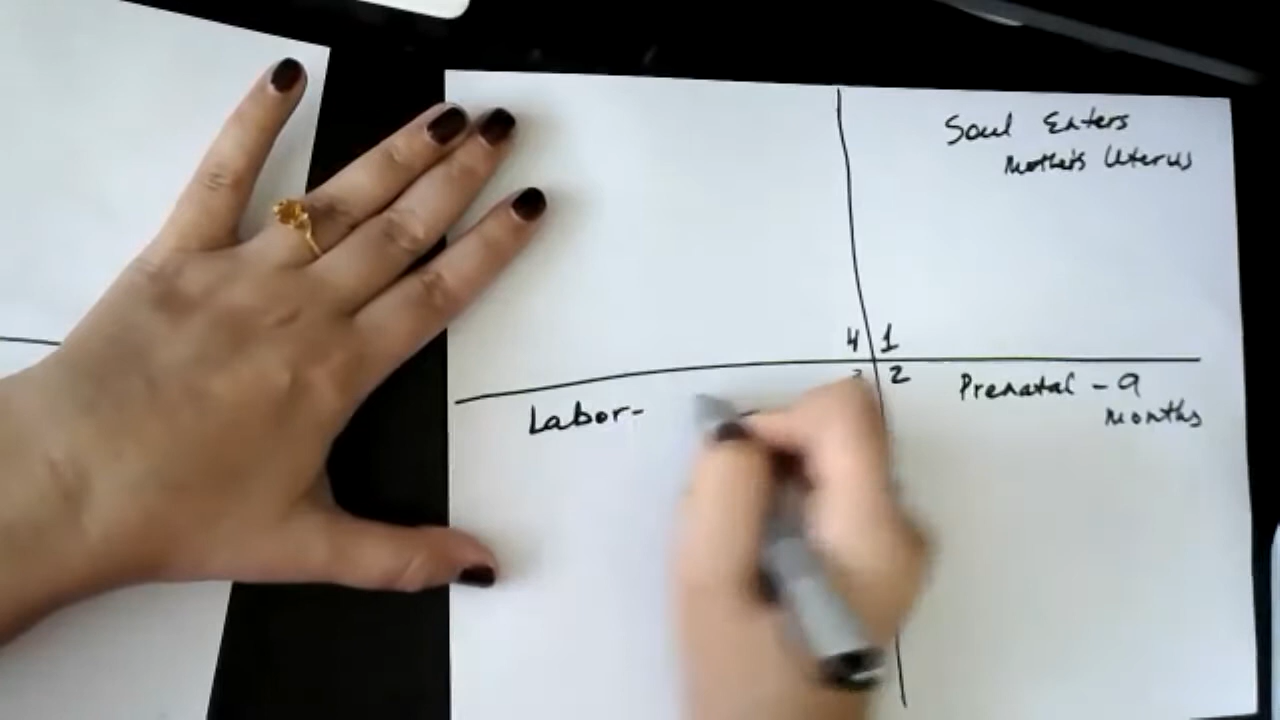 Soul Enters
Mother's Uterus
4 1
2
Prenatal - 9
Months
Labor-